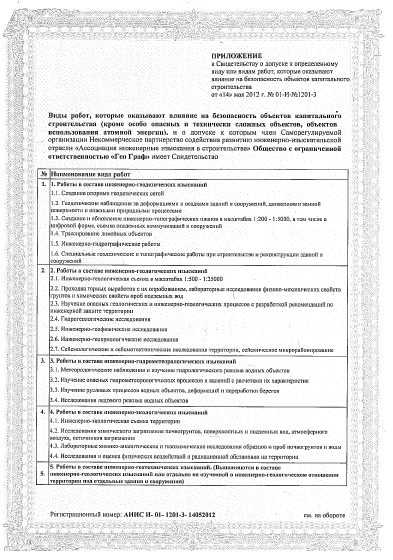 ПРИЛОЖЕНИЕ
к Свидетельству о допуске к определенному
виду или видам работ, которые оказывают
влияние на безопасность объектов капитального
строительства
от «14» мая 2012 г. № 01-И-№1201-3
Виды работ, которые оказывают влияние на безопасность объектов капитального
строительства (кроме особо опасных и технически сложных объектов, объектов
использования атомной энергии), и о допуске к которым член Саморегулируемой
организации Некоммерческое партнерство содействия развитию инженерно-изыскательской
отрасли «Ассоциация инженерные изыскания в строительстве» Общество с ограниченной
ответственностью «Гео Граф» имеет Свидетельство
№ Наименование вида работ
1. 1. Работы в составе инженерно-геодезических изысканий
1.1. Создание опорных геодезических сетей
1.2. Геодезические наблюдения за деформациями и осадками зданий и сооружений, движениями земной
поверхности и опасными природными процессами
1.3. Создание и обновление инженерно-топографических планов в масштабах 1:200 - 1:5000, в том числе в
цифровой форме, съемка подземных коммуникаций и сооружений
1.4. Трассирование линейных объектов
1.5. Инженерно-гидрографические работы
1.6. Специальные геодезические и топографические работы при строительстве и реконструкции зданий и
сооружений
2. 2. Работы в составе инженерно-геологических изысканий
2.1. Инженерно-геологическая съемка в масштабах 1:500 - 1:25000
2.2. Проходка горных выработок с их опробованием, лабораторные исследования физико-механических свойств
грунтов и химических свойств проб подземных вод
2.3. Изучение опасных геологических и инженерно-геологических процессов с разработкой рекомендаций по
инженерной защите территории
2.4. Гидрогеологические исследования
2.5. Инженерно-геофизические исследования
2.6. Инженерно-геокриологические исследования
2.7. Сейсмологические и сейсмотектонические исследования территории, сейсмическое микрорайонирование
3. 3. Работы в составе инженерно-гидрометеорологических изысканий
3.1. Метеорологические наблюдения и изучение гидрологического режима водных объектов
3.2. Изучение опасных гидрометеорологических процессов и явлений с расчетами их характеристик
3.3. Изучение русловых процессов водных объектов, деформаций и переработки берегов
3.4. Исследования ледового режима водных объектов
4. 4. Работы в составе инженерно-экологических изысканий
4.1. Инженерно-экологическая съемка территории
4.2. Исследования химического загрязнения почвогрунтов, поверхностных и подземных вод, атмосферного
воздуха, источников загрязнения
4.3. Лабораторные химико-аналитические и газохимические исследования образцов и проб почвогрунтов и воды
4.4. Исследования и оценка физических воздействий и радиационной обстановки на территории
5. 5. Работы в составе инженерно-геотехнических изысканий. (Выполняются в составе
инженерно-геологических изысканий или отдельно на изученной в инженерно-геологическом отношении
территории под отдельные здания и сооружения)
Регистрационный номер: АИИС И- 01- 1201-3- 14052012
см. на обороте